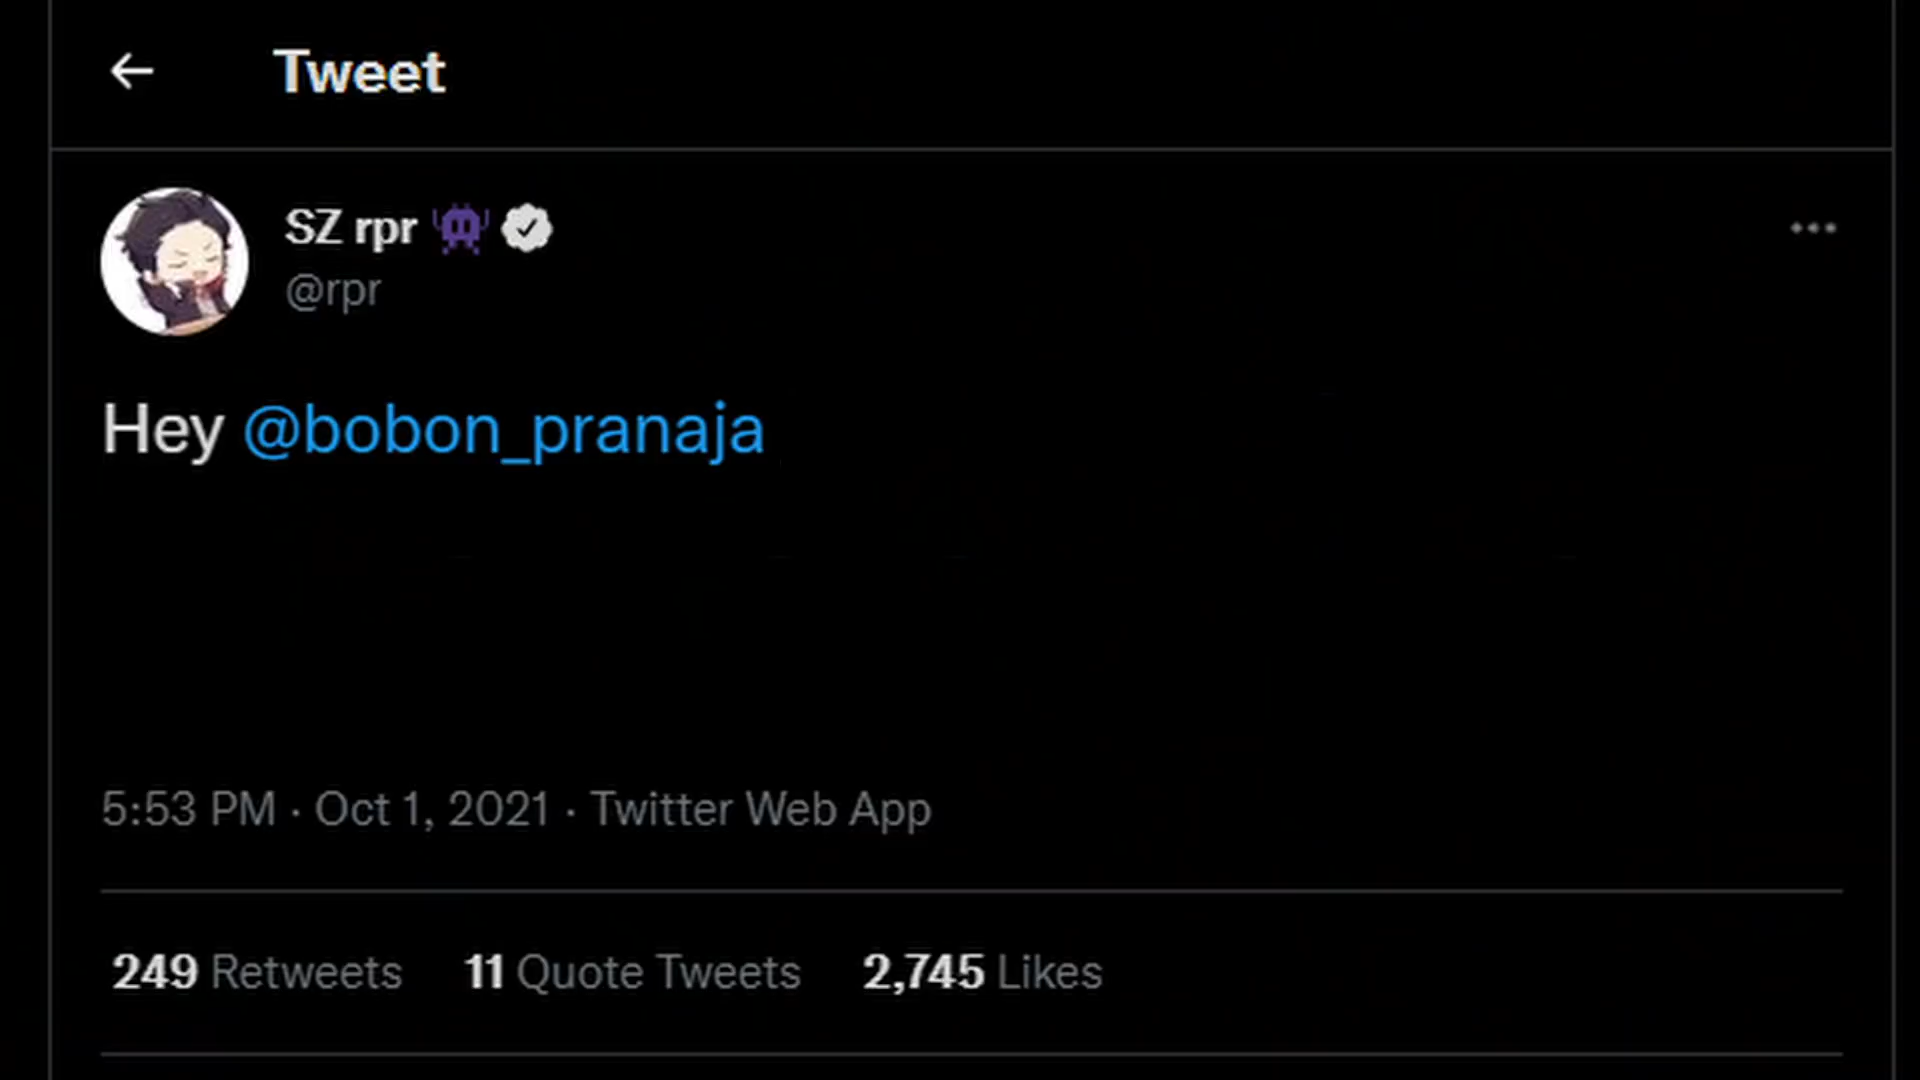 Tweet
SZ rpr
@rpr
Hey @bobon_pranaja
5:53 PM · Oct 1, 2021 · Twitter Web App
249 Retweets 11 Quote Tweets 2,745 Likes